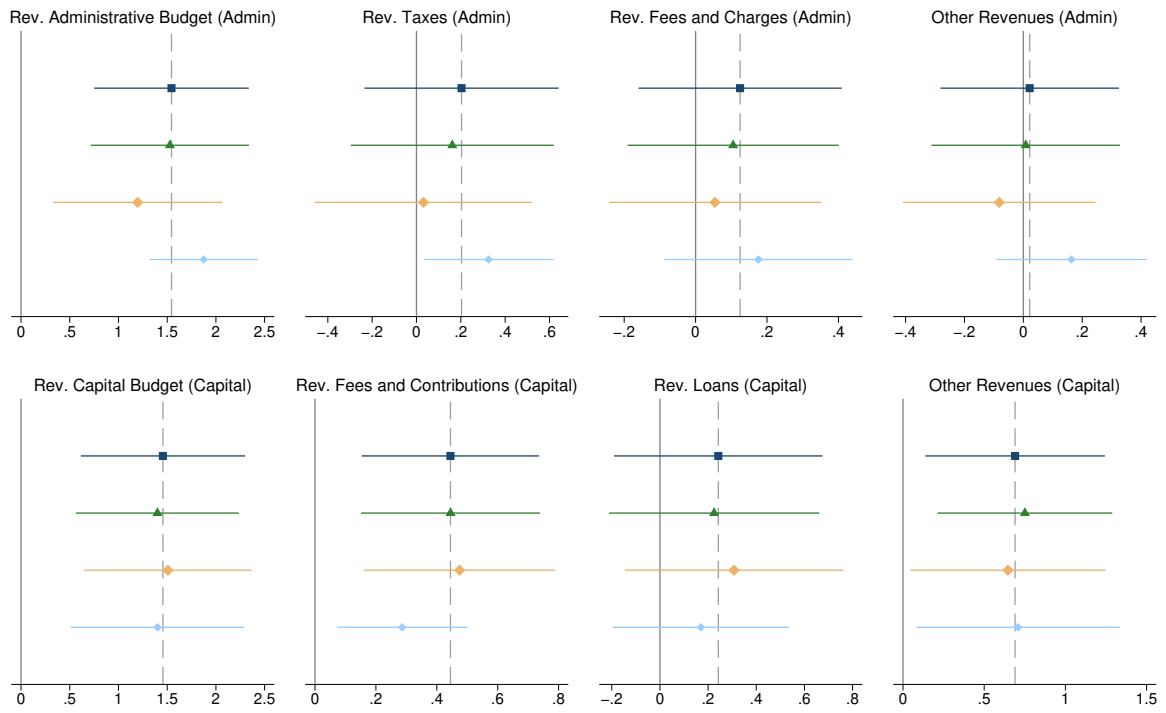 Rev. Administrative Budget (Admin)
Rev. Taxes (Admin)
Rev. Fees and Charges (Admin)
Other Revenues (Admin)
0 .5 1 1.5 2 2.5
−.4 −.2 0 .2 .4 .6
−.2 0 .2 .4
−.4 −.2 0 .2 .4
Rev. Capital Budget (Capital)
Rev. Fees and Contributions (Capital)
Rev. Loans (Capital)
Other Revenues (Capital)
0 .5 1 1.5 2 2.5
0 .2 .4 .6 .8
−.2 0 .2 .4 .6 .8
0 .5 1 1.5